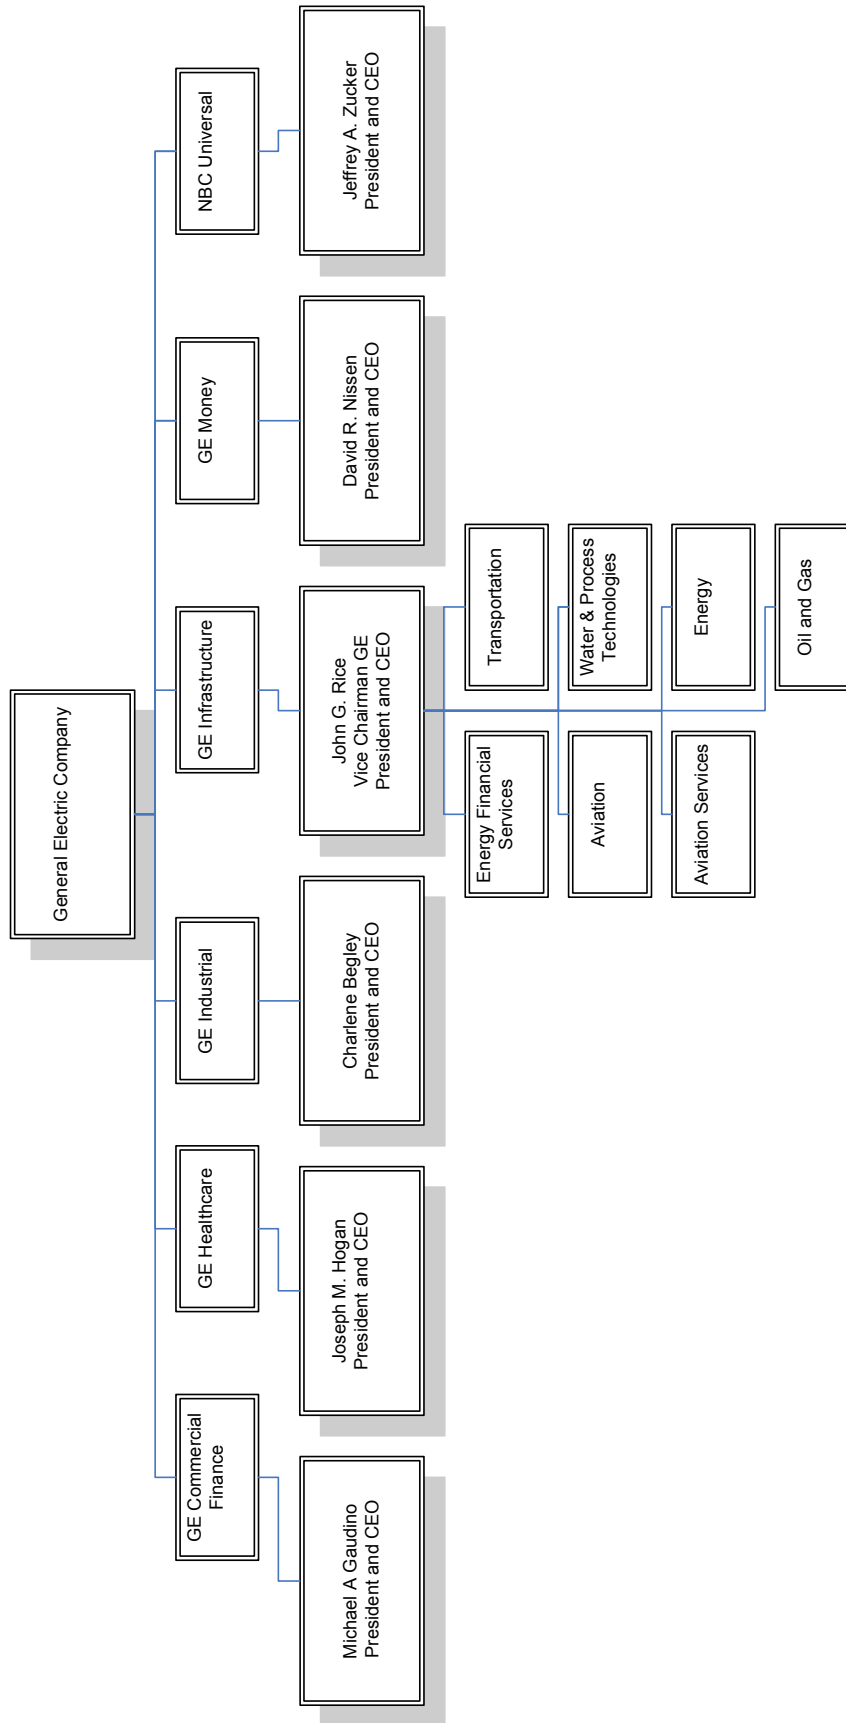 General Electric Company
GE Commercial
Finance
GE Healthcare
GE Industrial
GE Infrastructure
GE Money
NBC Universal
Michael A Gaudino
President and CEO
Joseph M. Hogan
President and CEO
Charlene Begley
President and CEO
John G. Rice
Vice Chairman GE
President and CEO
David R. Nissen
President and CEO
Jeffrey A. Zucker
President and CEO
Energy Financial
Services
Transportation
Aviation
Water & Process
Technologies
Aviation Services
Energy
Oil and Gas